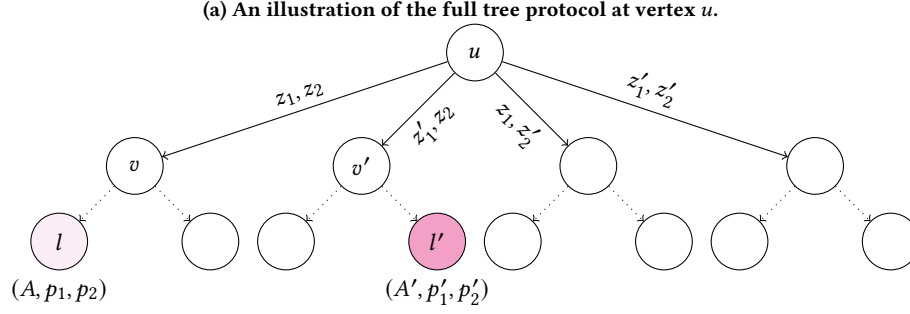 (a) An illustration of the full tree protocol at vertex u.
u
z₁, z₂
z′₁, z₂
z₁, z′₂
z′₁, z′₂
v
v′
l
l′
(A, p₁, p₂)
(A′, p′₁, p′₂)